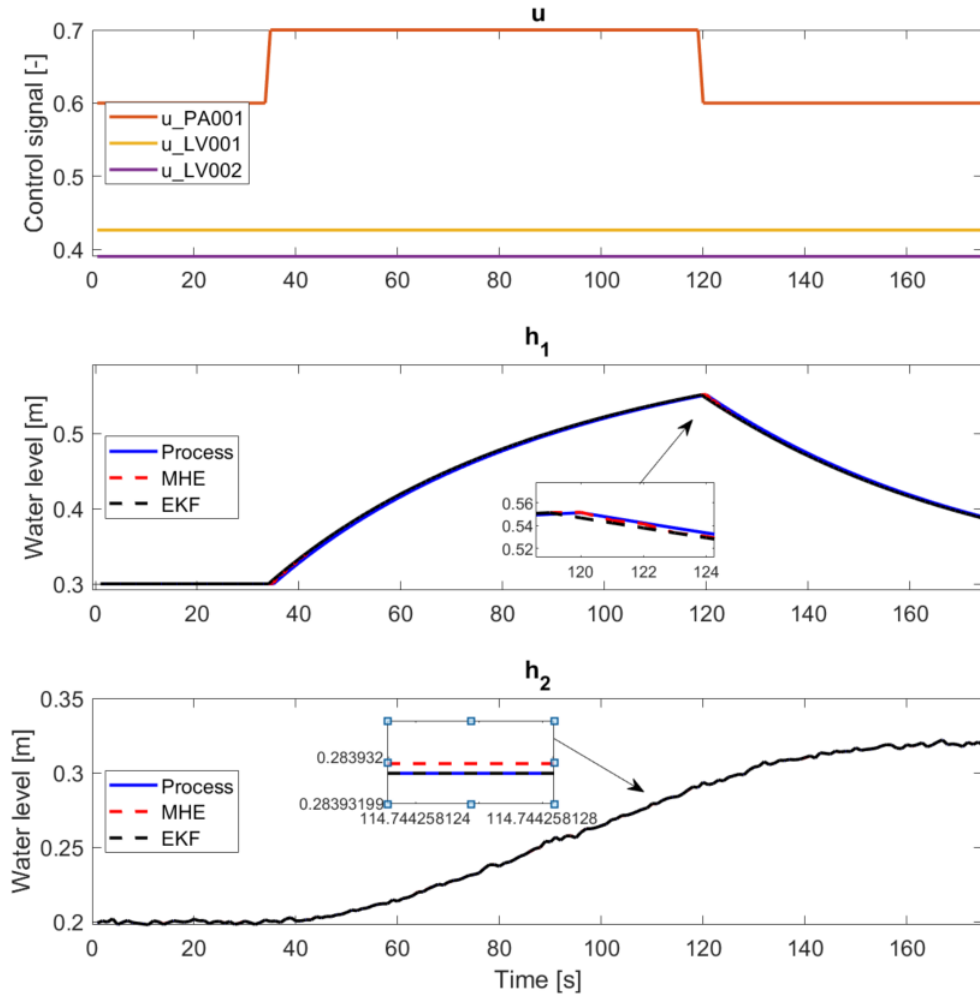 u
Control signal [-]
0.7
0.6
0.5
0.4
u_PA001
u_LV001
u_LV002
0 20 40 60 80 100 120 140 160
h1
Water level [m]
0.5
0.4
0.3
Process
MHE
EKF
0.56
0.54
0.52
120 122 124
0 20 40 60 80 100 120 140 160
h2
Water level [m]
0.35
0.3
0.25
0.2
Process
MHE
EKF
0.283932
0.28393199
114.744258124 114.744258128
0 20 40 60 80 100 120 140 160
Time [s]